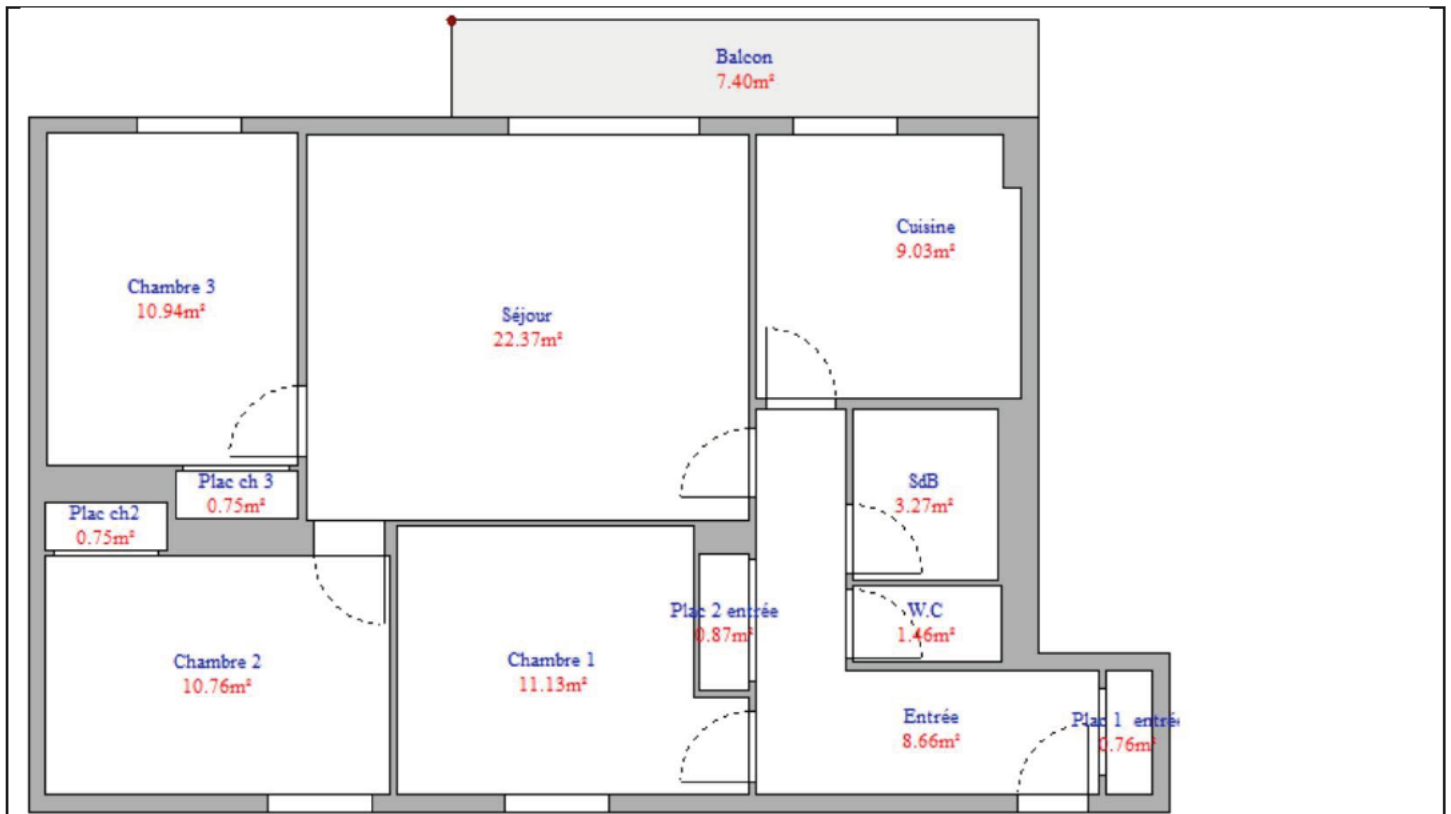 Balcon
7.40m²
Cuisine
9.03m²
Chambre 3
10.94m²
Séjour
22.37m²
Plac ch 3
0.75m²
SdB
3.27m²
Plac ch2
0.75m²
Plac 2 entrée
0.87m²
W.C
1.46m²
Chambre 2
10.76m²
Chambre 1
11.13m²
Entrée
8.66m²
Plac 1 entrée
0.76m²